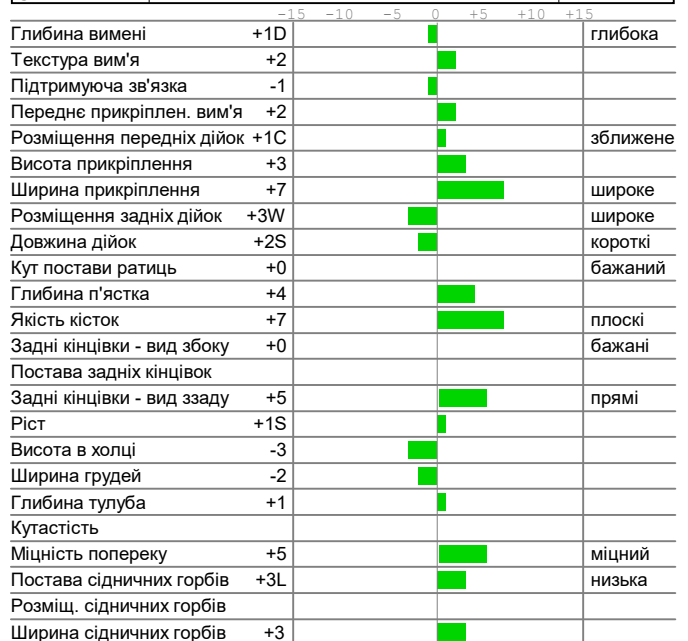 -15 -10 -5 0 +5 +10 +15
Глибина вимені +1D глибока
Текстура вим'я +2
Підтримуюча зв'язка -1
Переднє прикріплен. вим'я +2
Розміщення передніх дійок +1C зближене
Висота прикріплення +3
Ширина прикріплення +7 широке
Розміщення задніх дійок +3W широке
Довжина дійок +2S короткі
Кут постави ратиць +0 бажаний
Глибина п'ястка +4
Якість кісток +7 плоскі
Задні кінцівки - вид збоку +0 бажані
Постава задніх кінцівок
Задні кінцівки - вид ззаду +5 прямі
Ріст +1S
Висота в холці -3
Ширина грудей -2
Глибина тулуба +1
Кутастість
Міцність попереку +5 міцний
Постава сідничних горбів +3L низька
Розміщ. сідничних горбів
Ширина сідничних горбів +3